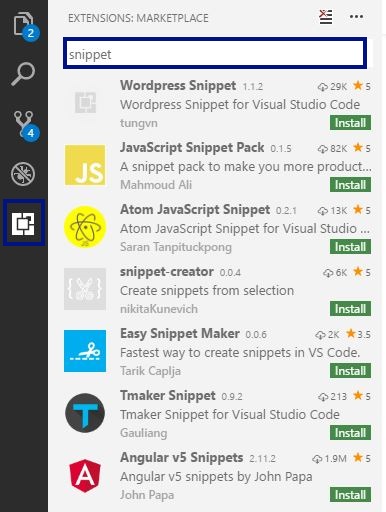 EXTENSIONS: MARKETPLACE
2
snippet
4
Wordpress Snippet 1.1.2 29K 5
Wordpress Snippet for Visual Studio Code
tungvn Install
JavaScript Snippet Pack 0.1.5 82K 5
A snippet pack to make you more product...
Mahmoud Ali Install
JS
Atom JavaScript Snippet 0.2.1 13K 5
Atom JavaScript Snippet for Visual Studio ...
Saran Tanpituckpong Install
snippet-creator 0.0.4 6K 5
Create snippets from selection
nikitaKunevich Install
Easy Snippet Maker 0.0.6 2K 3.5
Fastest way to create snippets in VS Code.
Tarik Caplja Install
Tmaker Snippet 0.9.2 213 5
Tmaker Snippet for Visual Studio Code
Gauliang Install
T
Angular v5 Snippets 2.11.2 1.9M 5
Angular v5 snippets by John Papa
John Papa Install
A